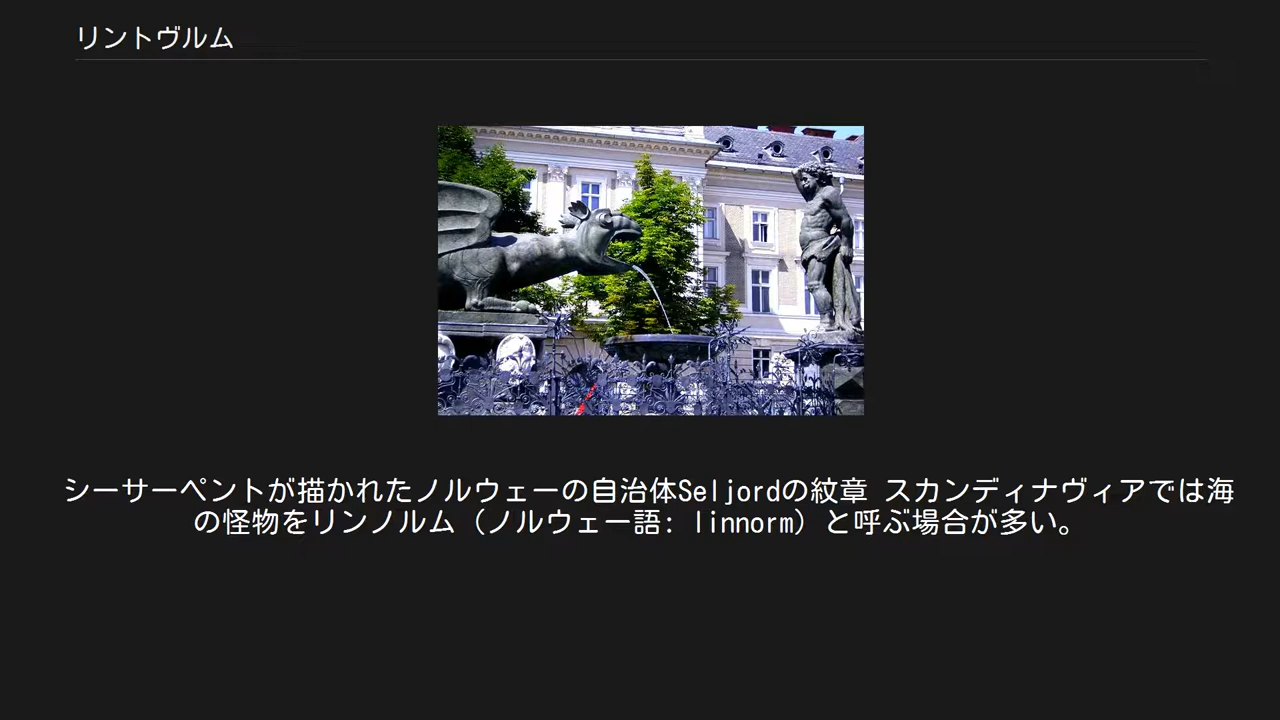 リントヴルム
シーサーペントが描かれたノルウェーの自治体Seljordの紋章 スカンディナヴィアでは海
の怪物をリンノルム（ノルウェー語: linnorm）と呼ぶ場合が多い。